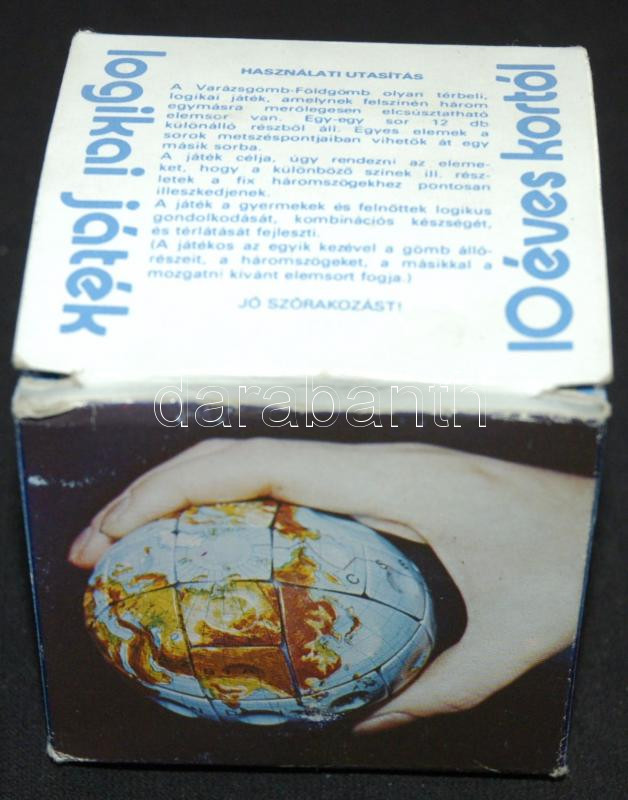 logikai játék
HASZNÁLATI UTASÍTÁS
A Varázsgömb-Földgömb olyan térbeli,
logikai játék, amelynek felszínén három
egymásra merőlegesen elcsúsztatható
elemsor van. Egy-egy sor 12 db
különálló részből áll. Egyes elemek a
sorok metszéspontjaiban vihetők át egy
másik sorba.
A játék célja, úgy rendezni az eleme-
ket, hogy a különböző színek ill. rész-
letek a fix háromszögekhez pontosan
illeszkedjenek.
A játék a gyermekek és felnőttek logikus
gondolkodását, kombinációs készségét,
és térlátását fejleszti.
(A játékos az egyik kezével a gömb álló-
részeit, a háromszögeket, a másikkal a
mozgatni kívánt elemsort fogja.)
JÓ SZÓRAKOZÁST!
10 éves kortól
darabanth